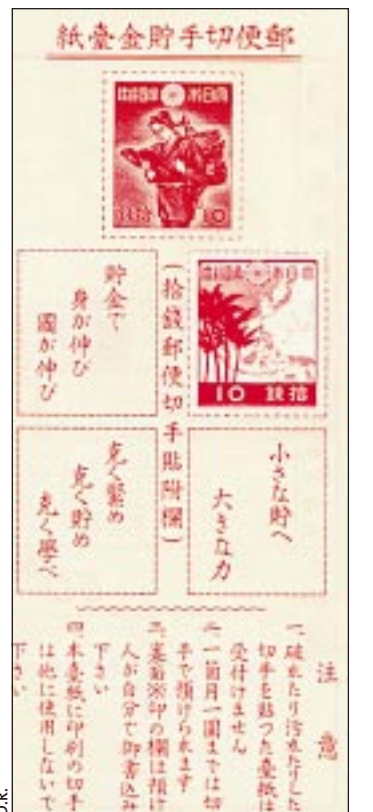 郵便切手貯金臺紙
10
拾錢
10
(拾錢郵便切手貼附欄)
貯金で
身が伸び
國が伸び
小さな貯へ
大きな力
克く緊め
克く貯め
克く學べ
注意
一、破れたり汚れたりし
切手を貼つた臺紙は
受付けません
二、一箇月一圓までは切
手で預けられます
三、裏面※印の欄は預け
人が自分で御書込み
下さい
四、本臺紙に印刷の切手
は他に使用しないで
下さい
D.R.